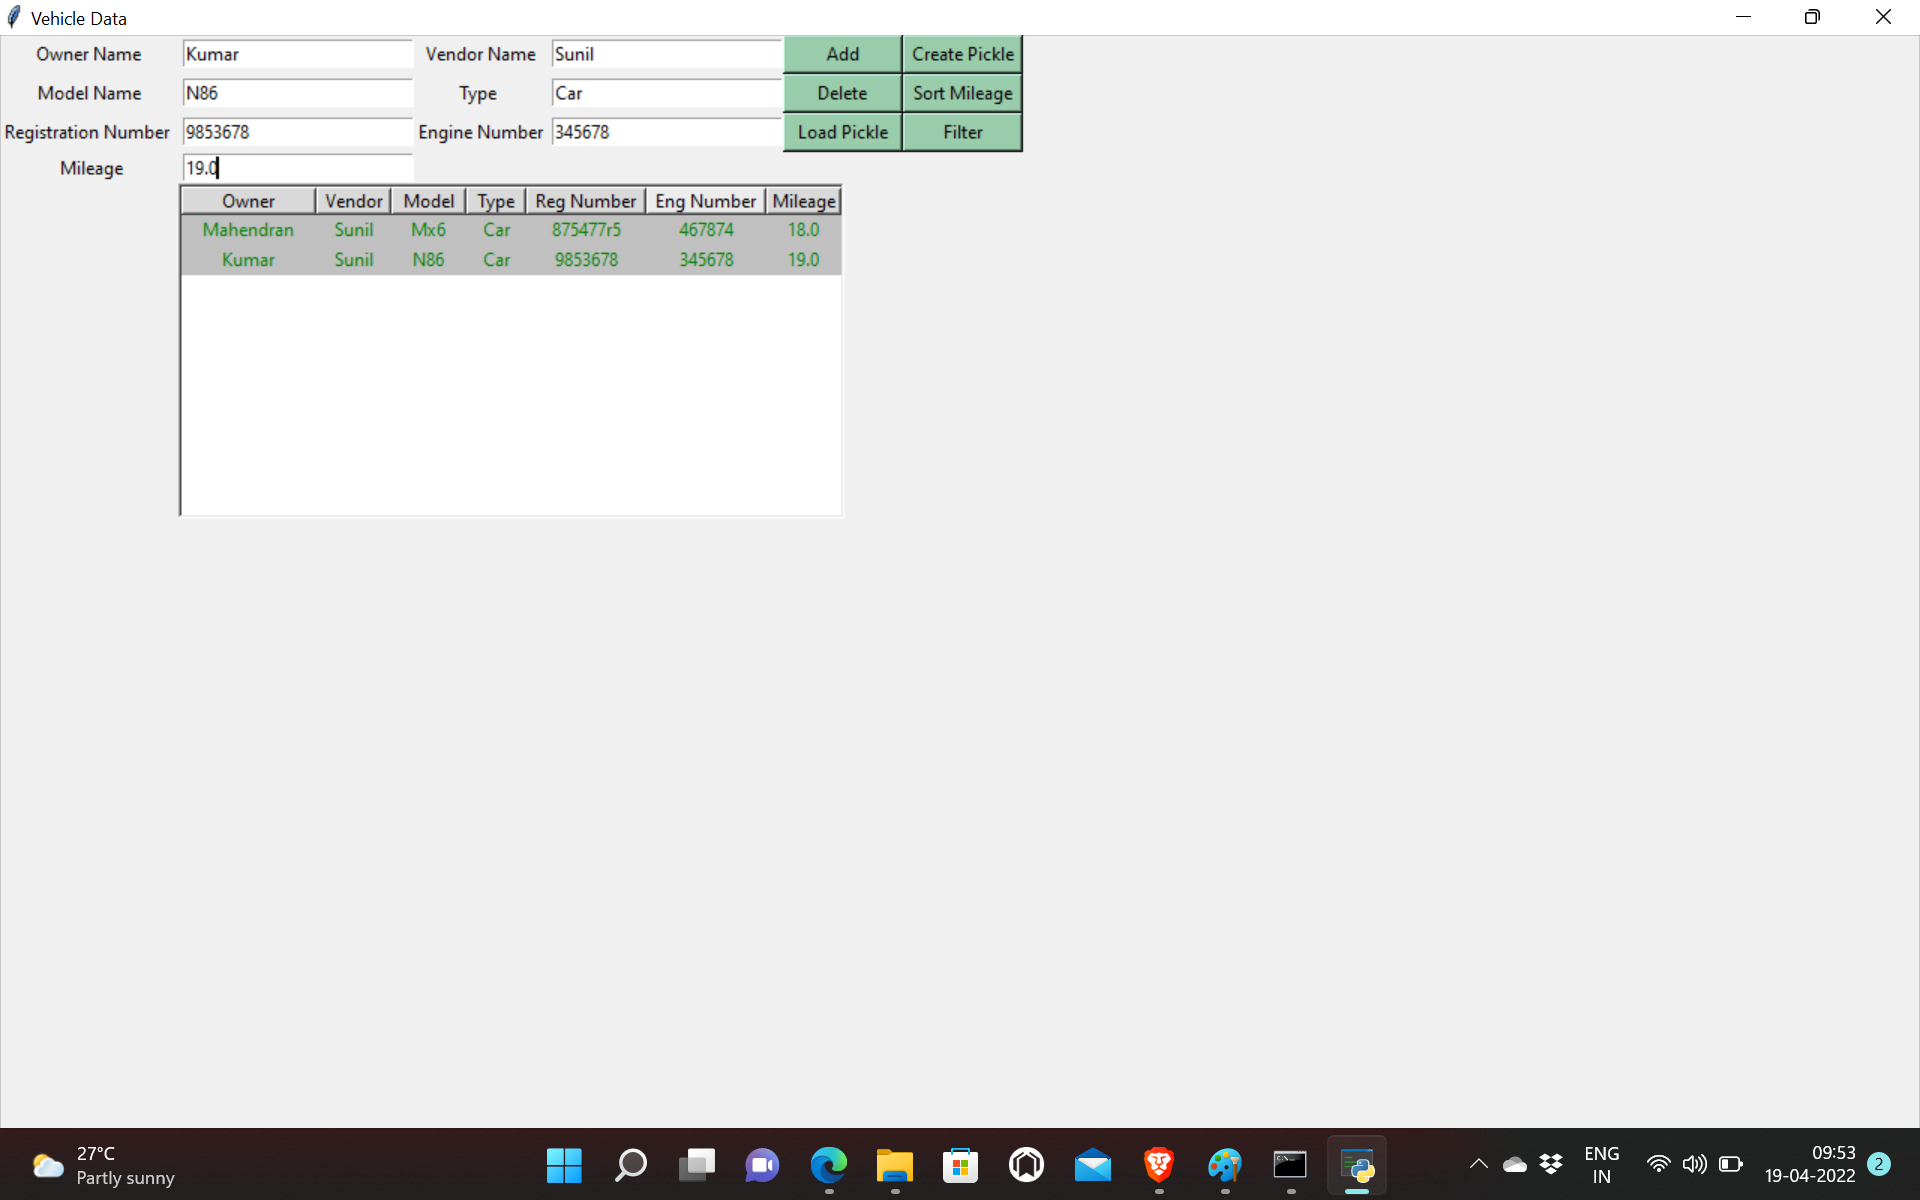 Vehicle Data
Owner Name Kumar Vendor Name Sunil Add Create Pickle
Model Name N86 Type Car Delete Sort Mileage
Registration Number 9853678 Engine Number 345678 Load Pickle Filter
Mileage 19.0
Owner Vendor Model Type Reg Number Eng Number Mileage
Mahendran Sunil Mx6 Car 875477r5 467874 18.0
Kumar Sunil N86 Car 9853678 345678 19.0
27°C
Partly sunny
ENG
IN
09:53
19-04-2022
2